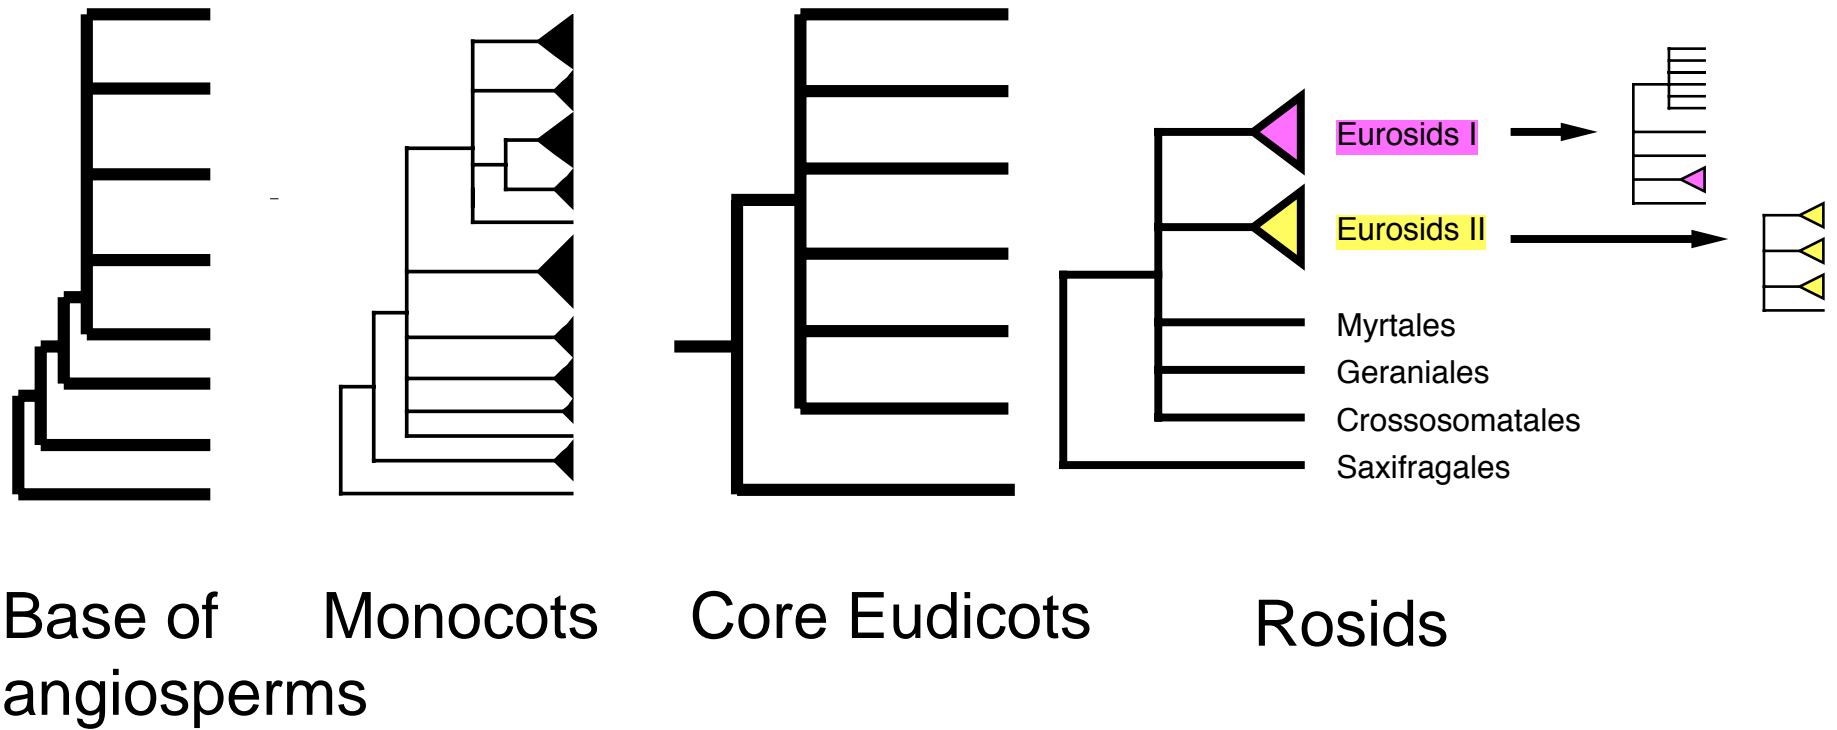 Eurosids I
Eurosids II
Myrtales
Geraniales
Crossosomatales
Saxifragales
Base of
angiosperms
Monocots
Core Eudicots
Rosids